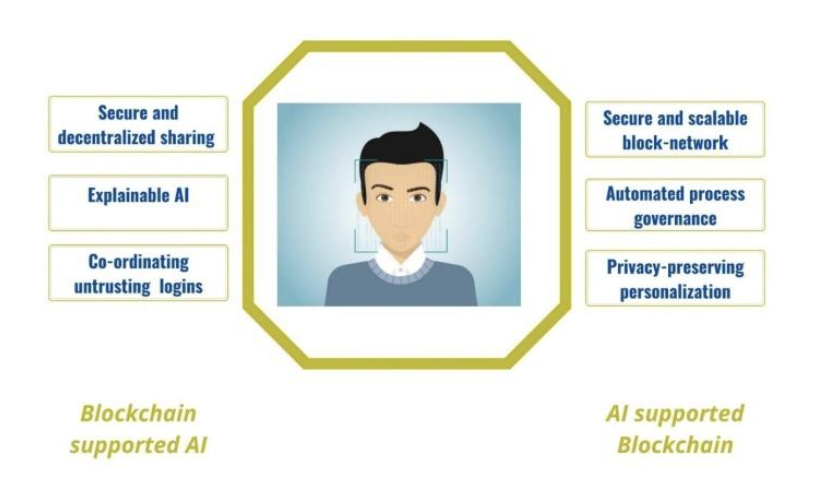 Secure and
decentralized sharing
Explainable AI
Co-ordinating
untrusting logins
Secure and scalable
block-network
Automated process
governance
Privacy-preserving
personalization
Blockchain
supported AI
AI supported
Blockchain